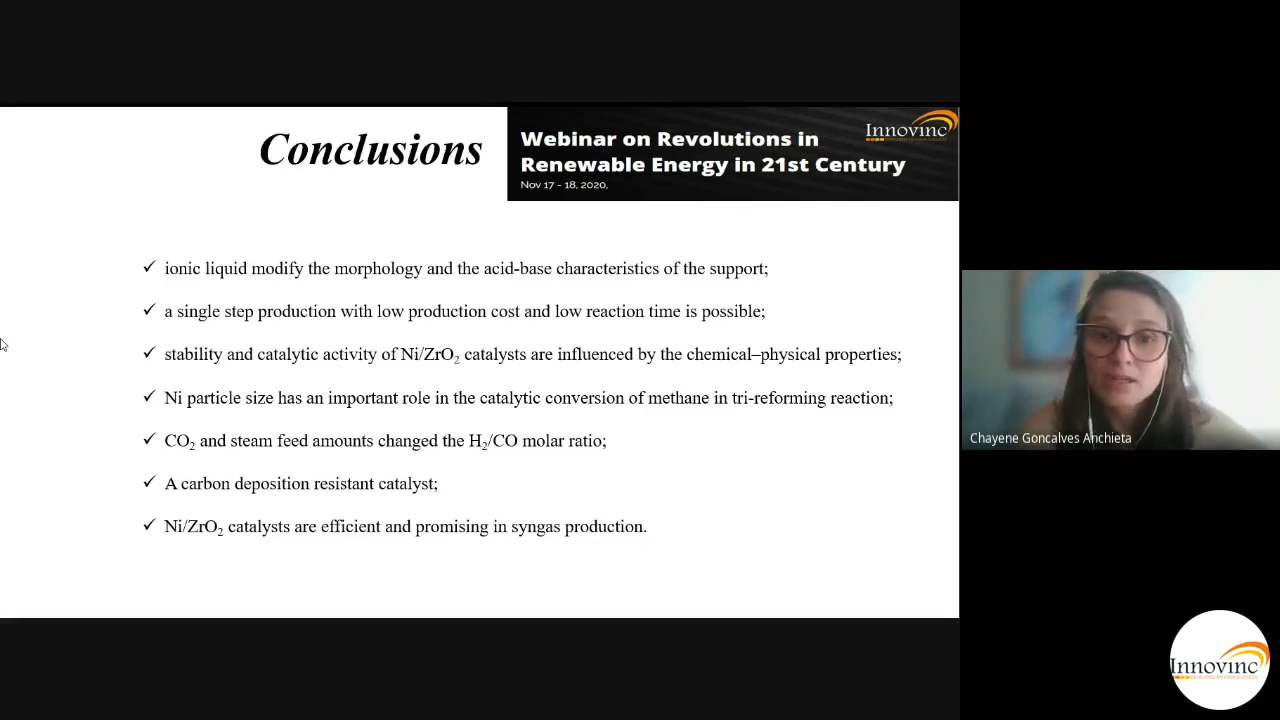 Conclusions
Webinar on Revolutions in
Renewable Energy in 21st Century
Nov 17 - 18, 2020,
Innovinc
✓ ionic liquid modify the morphology and the acid-base characteristics of the support;
✓ a single step production with low production cost and low reaction time is possible;
✓ stability and catalytic activity of Ni/ZrO₂ catalysts are influenced by the chemical–physical properties;
✓ Ni particle size has an important role in the catalytic conversion of methane in tri-reforming reaction;
✓ CO₂ and steam feed amounts changed the H₂/CO molar ratio;
✓ A carbon deposition resistant catalyst;
✓ Ni/ZrO₂ catalysts are efficient and promising in syngas production.
Chayene Goncalves Anchieta
Innovinc